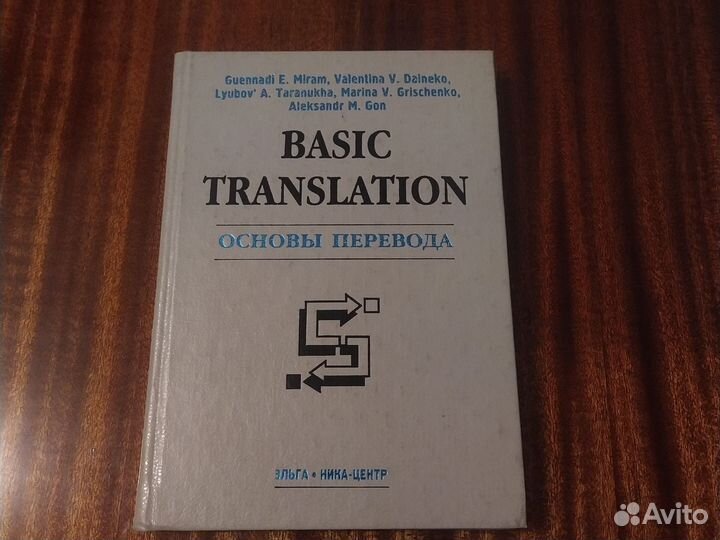 Guennadi E. Miram, Valentina V. Daineko,
Lyubov' A. Taranukha, Marina V. Grischenko,
Aleksandr M. Gon
BASIC
TRANSLATION
ОСНОВЫ ПЕРЕВОДА
ЭЛЬГА • НИКА-ЦЕНТР
Avito